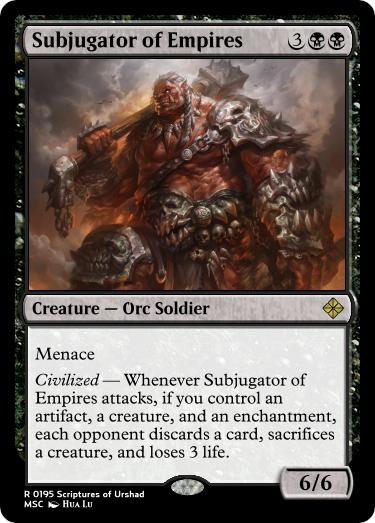 Subjugator of Empires 3
Creature — Orc Soldier
Menace
Civilized — Whenever Subjugator of
Empires attacks, if you control an
artifact, a creature, and an enchantment,
each opponent discards a card, sacrifices
a creature, and loses 3 life.
6/6
R 0195 Scriptures of Urshad
MSC Hua Lu